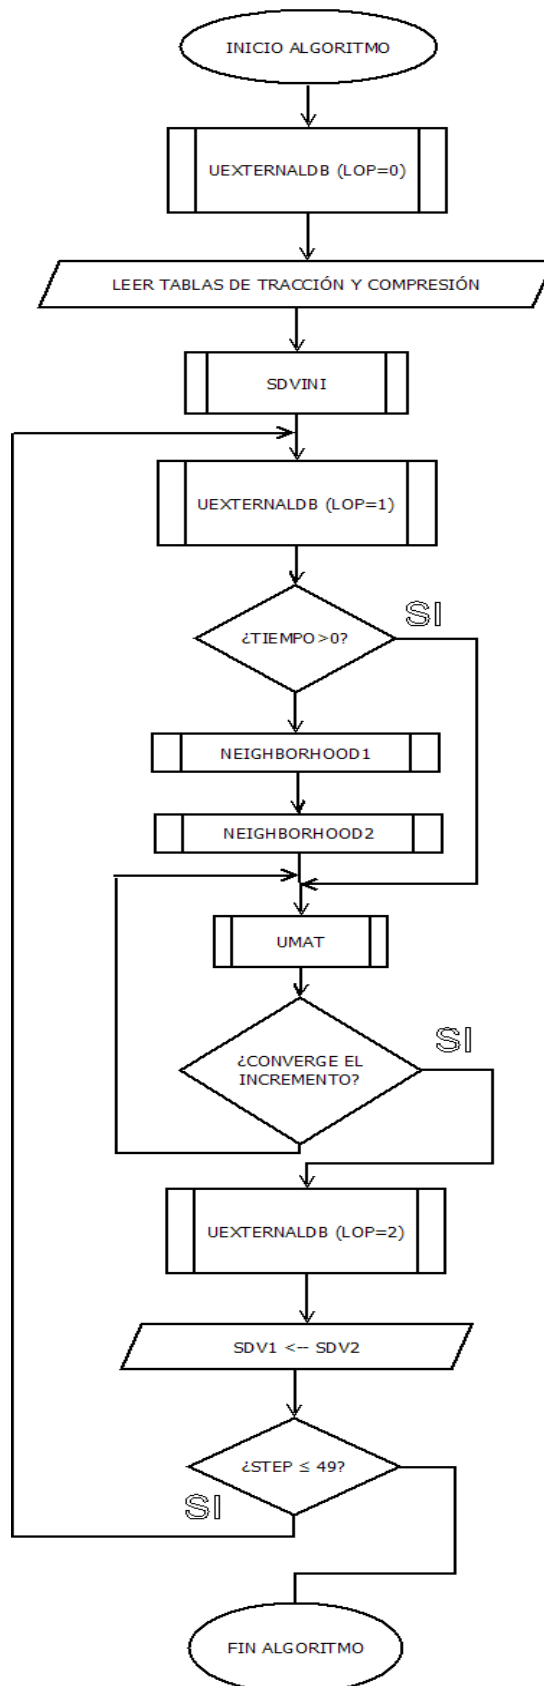 INICIO ALGORITMO
UEXTERNALDB (LOP=0)
LEER TABLAS DE TRACCIÓN Y COMPRESIÓN
SDVINI
UEXTERNALDB (LOP=1)
SI
¿TIEMPO>0?
NEIGHBORHOOD1
NEIGHBORHOOD2
UMAT
SI
¿CONVERGE EL
INCREMENTO?
UEXTERNALDB (LOP=2)
SDV1 <-- SDV2
¿STEP ≤ 49?
SI
FIN ALGORITMO